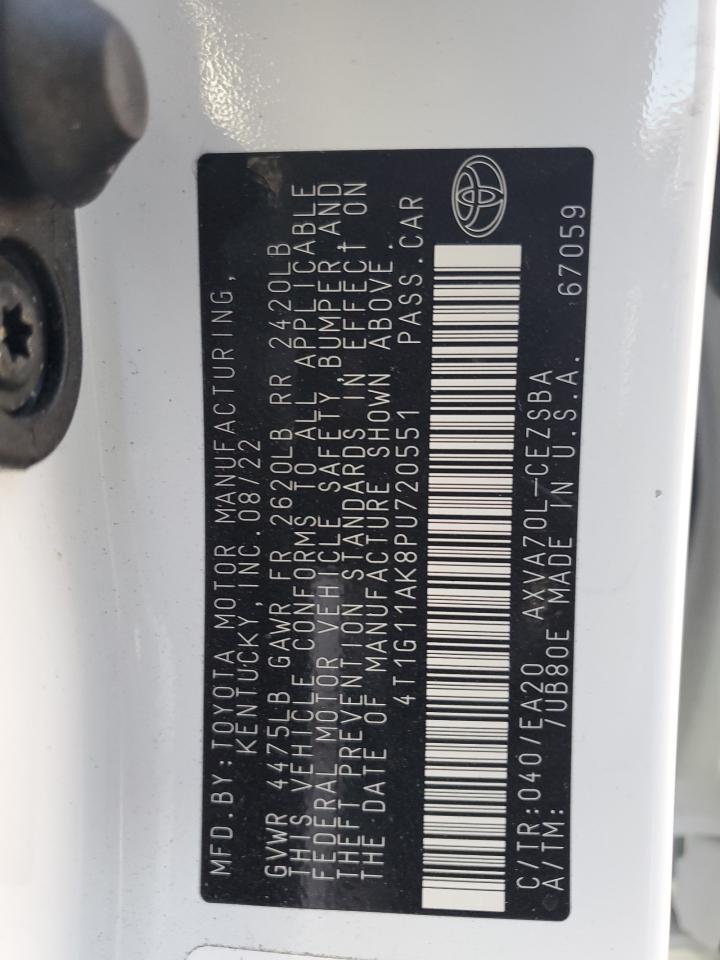 MFD.BY:TOYOTA MOTOR MANUFACTURING,
KENTUCKY, INC. 08/22
GVWR 4475LB GAWR FR 2620LB RR 2420LB
THIS VEHICLE CONFORMS TO ALL APPLICABLE
FEDERAL MOTOR VEHICLE SAFETY, BUMPER, AND
THEFT PREVENTION STANDARDS IN EFFECT ON
THE DATE OF MANUFACTURE SHOWN ABOVE.
4T1G11AK8PU720551 PASS.CAR
C/TR:040/EA20 AXVA70L-CEZSBA
A/TM: /UB80E MADE IN U.S.A. 67059